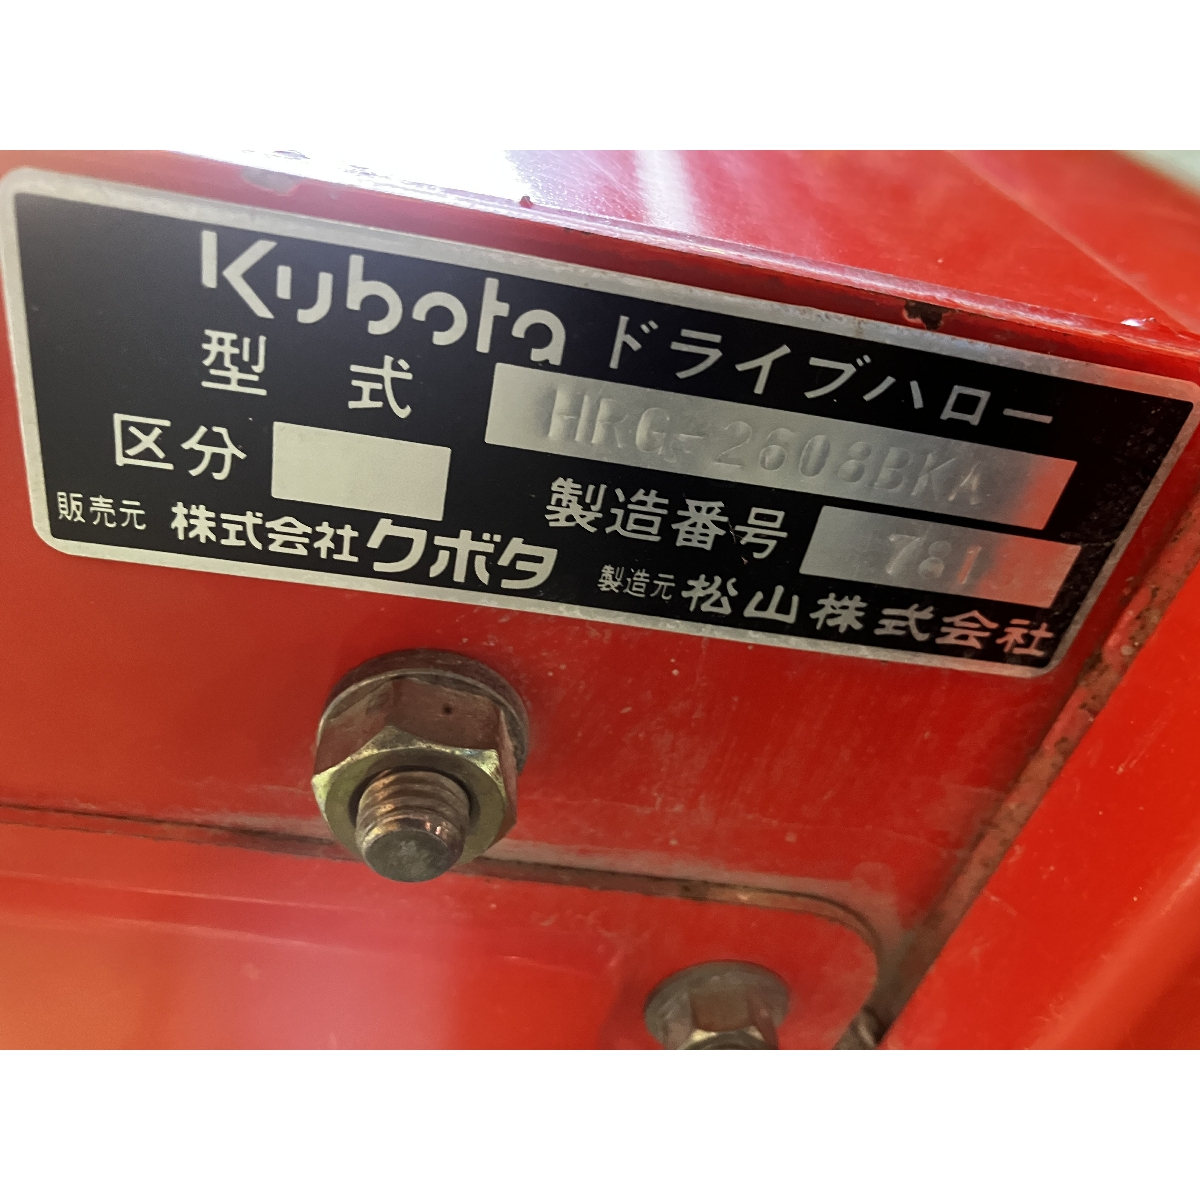 Kubota ドライブハロー
型式 HRG-2608BKA
区分 製造番号
販売元 株式会社クボタ 製造元 松山株式会社